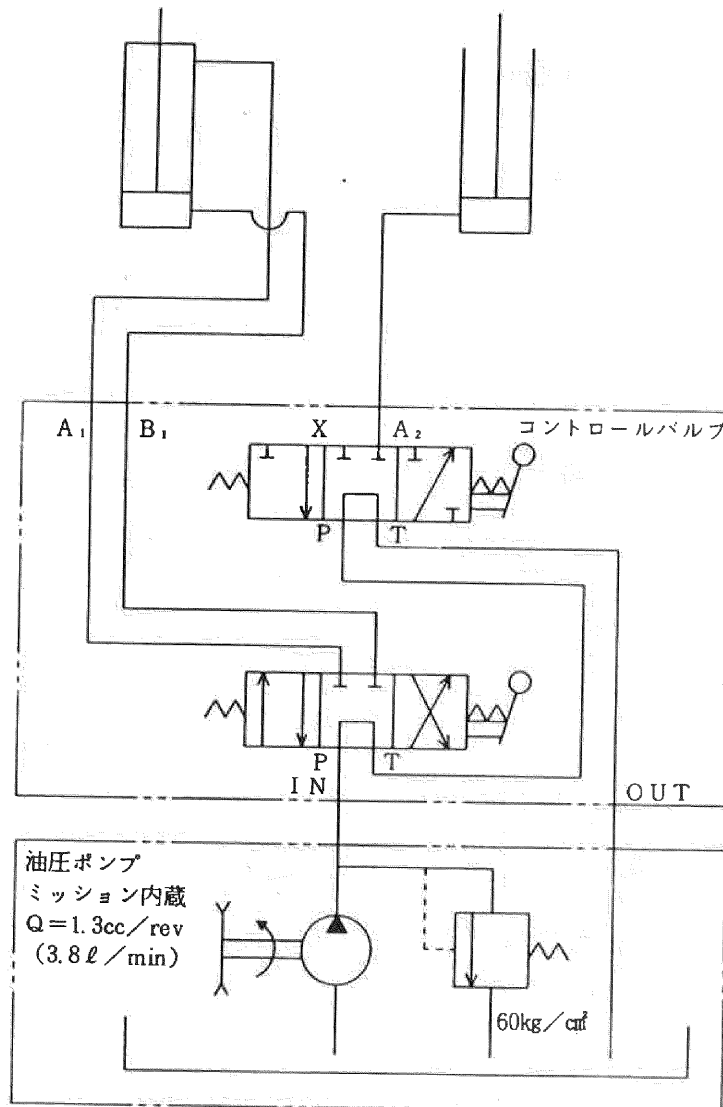 A₁ B₁ X A₂ コントロールバルブ
P T
P T
IN
OUT
油圧ポンプ
ミッション内蔵
Q=1.3cc/rev
(3.8ℓ/min)
60kg/c㎡